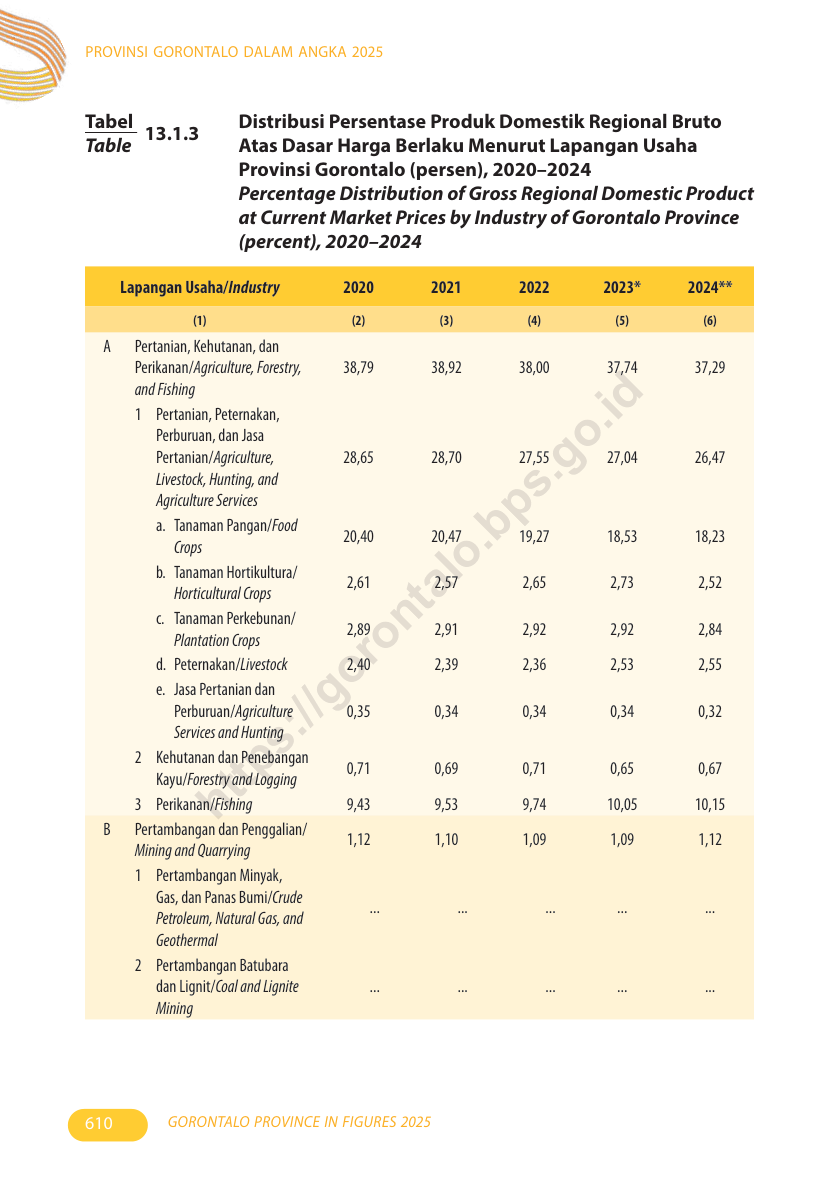 PROVINSI GORONTALO DALAM ANGKA 2025
Tabel
Table
13.1.3
Distribusi Persentase Produk Domestik Regional Bruto
Atas Dasar Harga Berlaku Menurut Lapangan Usaha
Provinsi Gorontalo (persen), 2020–2024
Percentage Distribution of Gross Regional Domestic Product
at Current Market Prices by Industry of Gorontalo Province
(percent), 2020–2024
Lapangan Usaha/Industry 2020 2021 2022 2023* 2024**
(1) (2) (3) (4) (5) (6)
A Pertanian, Kehutanan, dan
Perikanan/Agriculture, Forestry, 38,79 38,92 38,00 37,74 37,29
and Fishing
1 Pertanian, Peternakan,
Perburuan, dan Jasa
Pertanian/Agriculture, 28,65 28,70 27,55 27,04 26,47
Livestock, Hunting, and
Agriculture Services
a. Tanaman Pangan/Food
Crops 20,40 20,47 19,27 18,53 18,23
b. Tanaman Hortikultura/
Horticultural Crops 2,61 2,57 2,65 2,73 2,52
c. Tanaman Perkebunan/
Plantation Crops 2,89 2,91 2,92 2,92 2,84
d. Peternakan/Livestock 2,40 2,39 2,36 2,53 2,55
e. Jasa Pertanian dan
Perburuan/Agriculture 0,35 0,34 0,34 0,34 0,32
Services and Hunting
2 Kehutanan dan Penebangan
Kayu/Forestry and Logging 0,71 0,69 0,71 0,65 0,67
3 Perikanan/Fishing 9,43 9,53 9,74 10,05 10,15
B Pertambangan dan Penggalian/
Mining and Quarrying 1,12 1,10 1,09 1,09 1,12
1 Pertambangan Minyak,
Gas, dan Panas Bumi/Crude
Petroleum, Natural Gas, and ... ... ... ... ...
Geothermal
2 Pertambangan Batubara
dan Lignit/Coal and Lignite ... ... ... ... ...
Mining
https://gorontalo.bps.go.id
610 GORONTALO PROVINCE IN FIGURES 2025